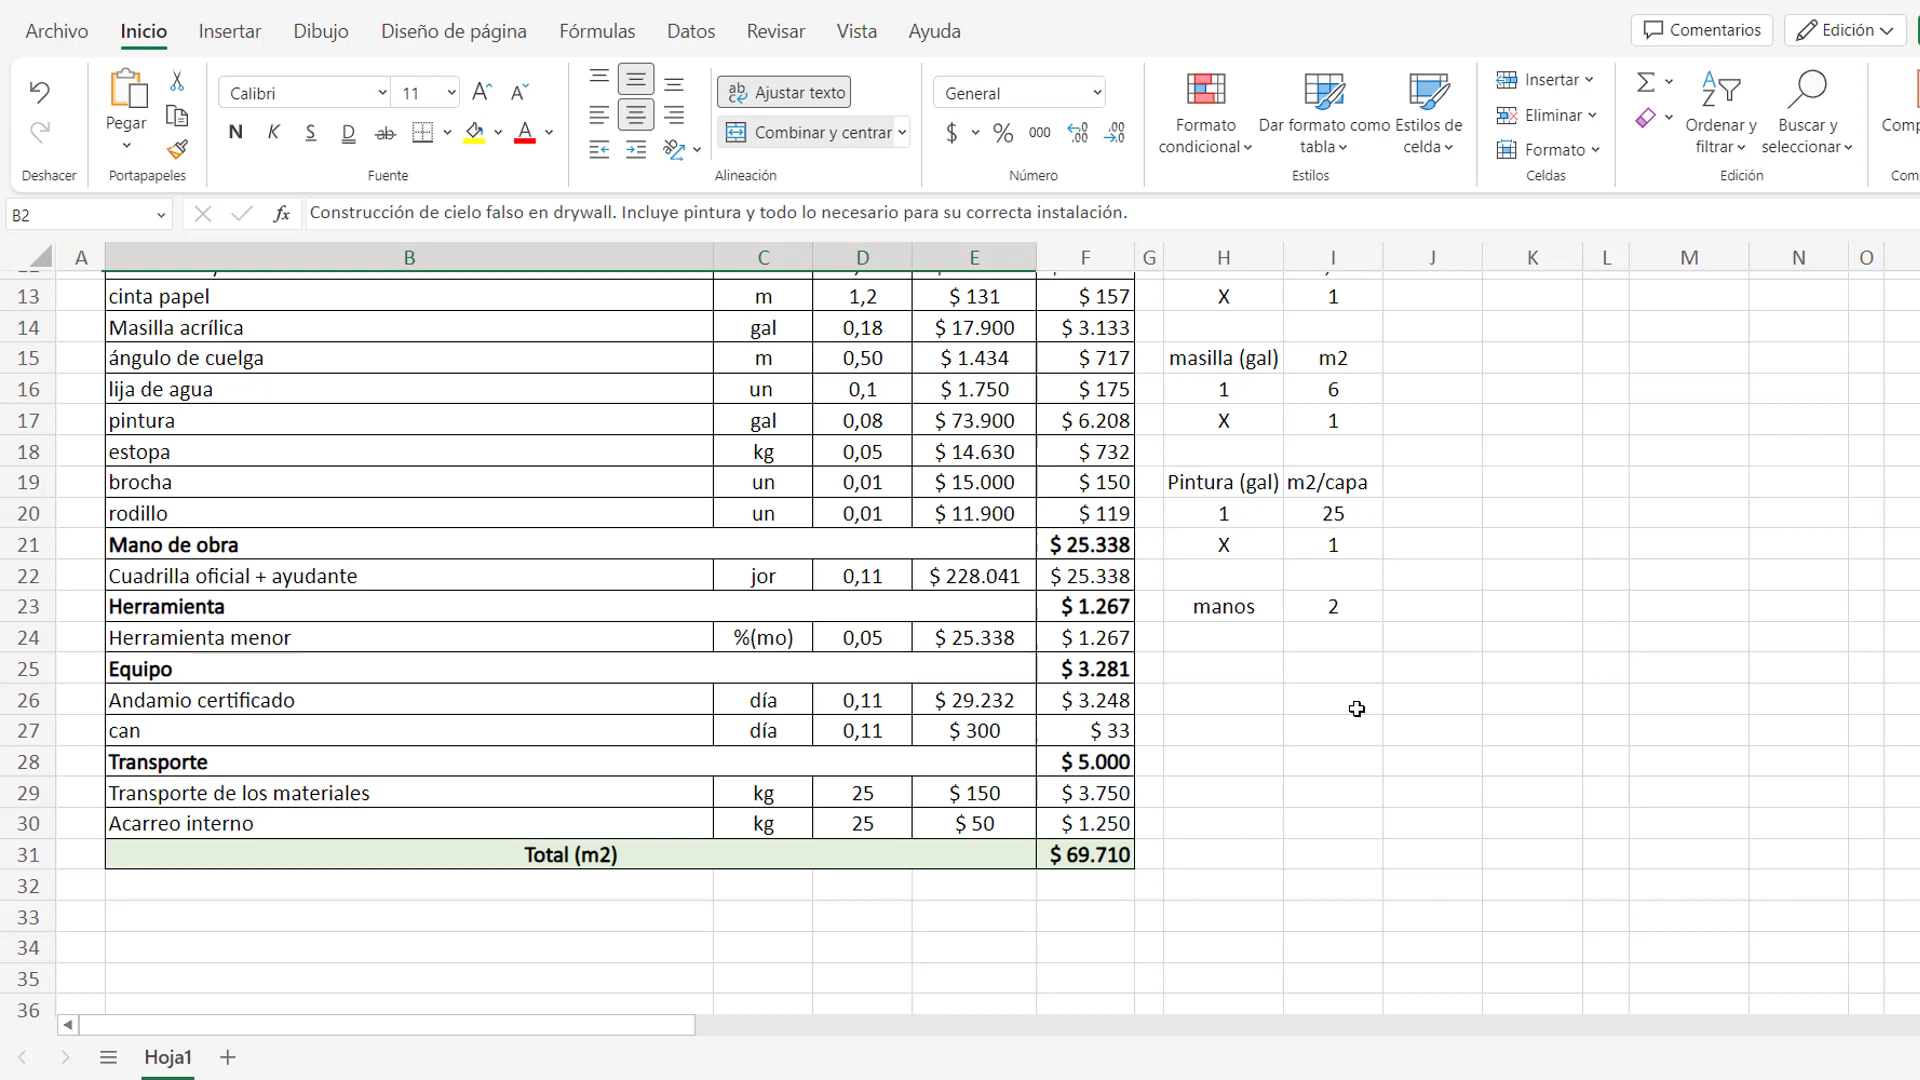 Archivo Inicio Insertar Dibujo Diseño de página Fórmulas Datos Revisar Vista Ayuda Comentarios Edición
Calibri 11 Ajustar texto General Insertar
Pegar Formato condicional Dar formato como tabla Estilos de celda Eliminar Ordenar y filtrar Buscar y seleccionar
N K S D ab Combinar y centrar $ % 000 Formato
Deshacer Portapapeles Fuente Alineación Número Estilos Celdas Edición
B2 fx Construcción de cielo falso en drywall. Incluye pintura y todo lo necesario para su correcta instalación.
A B C D E F G H I J K L M N O
13 cinta papel m 1,2 $ 131 $ 157 X 1
14 Masilla acrílica gal 0,18 $ 17.900 $ 3.133
15 ángulo de cuelga m 0,50 $ 1.434 $ 717 masilla (gal) m2
16 lija de agua un 0,1 $ 1.750 $ 175 1 6
17 pintura gal 0,08 $ 73.900 $ 6.208 X 1
18 estopa kg 0,05 $ 14.630 $ 732
19 brocha un 0,01 $ 15.000 $ 150 Pintura (gal) m2/capa
20 rodillo un 0,01 $ 11.900 $ 119 1 25
21 Mano de obra $ 25.338 X 1
22 Cuadrilla oficial + ayudante jor 0,11 $ 228.041 $ 25.338
23 Herramienta $ 1.267 manos 2
24 Herramienta menor %(mo) 0,05 $ 25.338 $ 1.267
25 Equipo $ 3.281
26 Andamio certificado día 0,11 $ 29.232 $ 3.248
27 can día 0,11 $ 300 $ 33
28 Transporte $ 5.000
29 Transporte de los materiales kg 25 $ 150 $ 3.750
30 Acarreo interno kg 25 $ 50 $ 1.250
31 Total (m2) $ 69.710
32
33
34
35
36
Hoja1